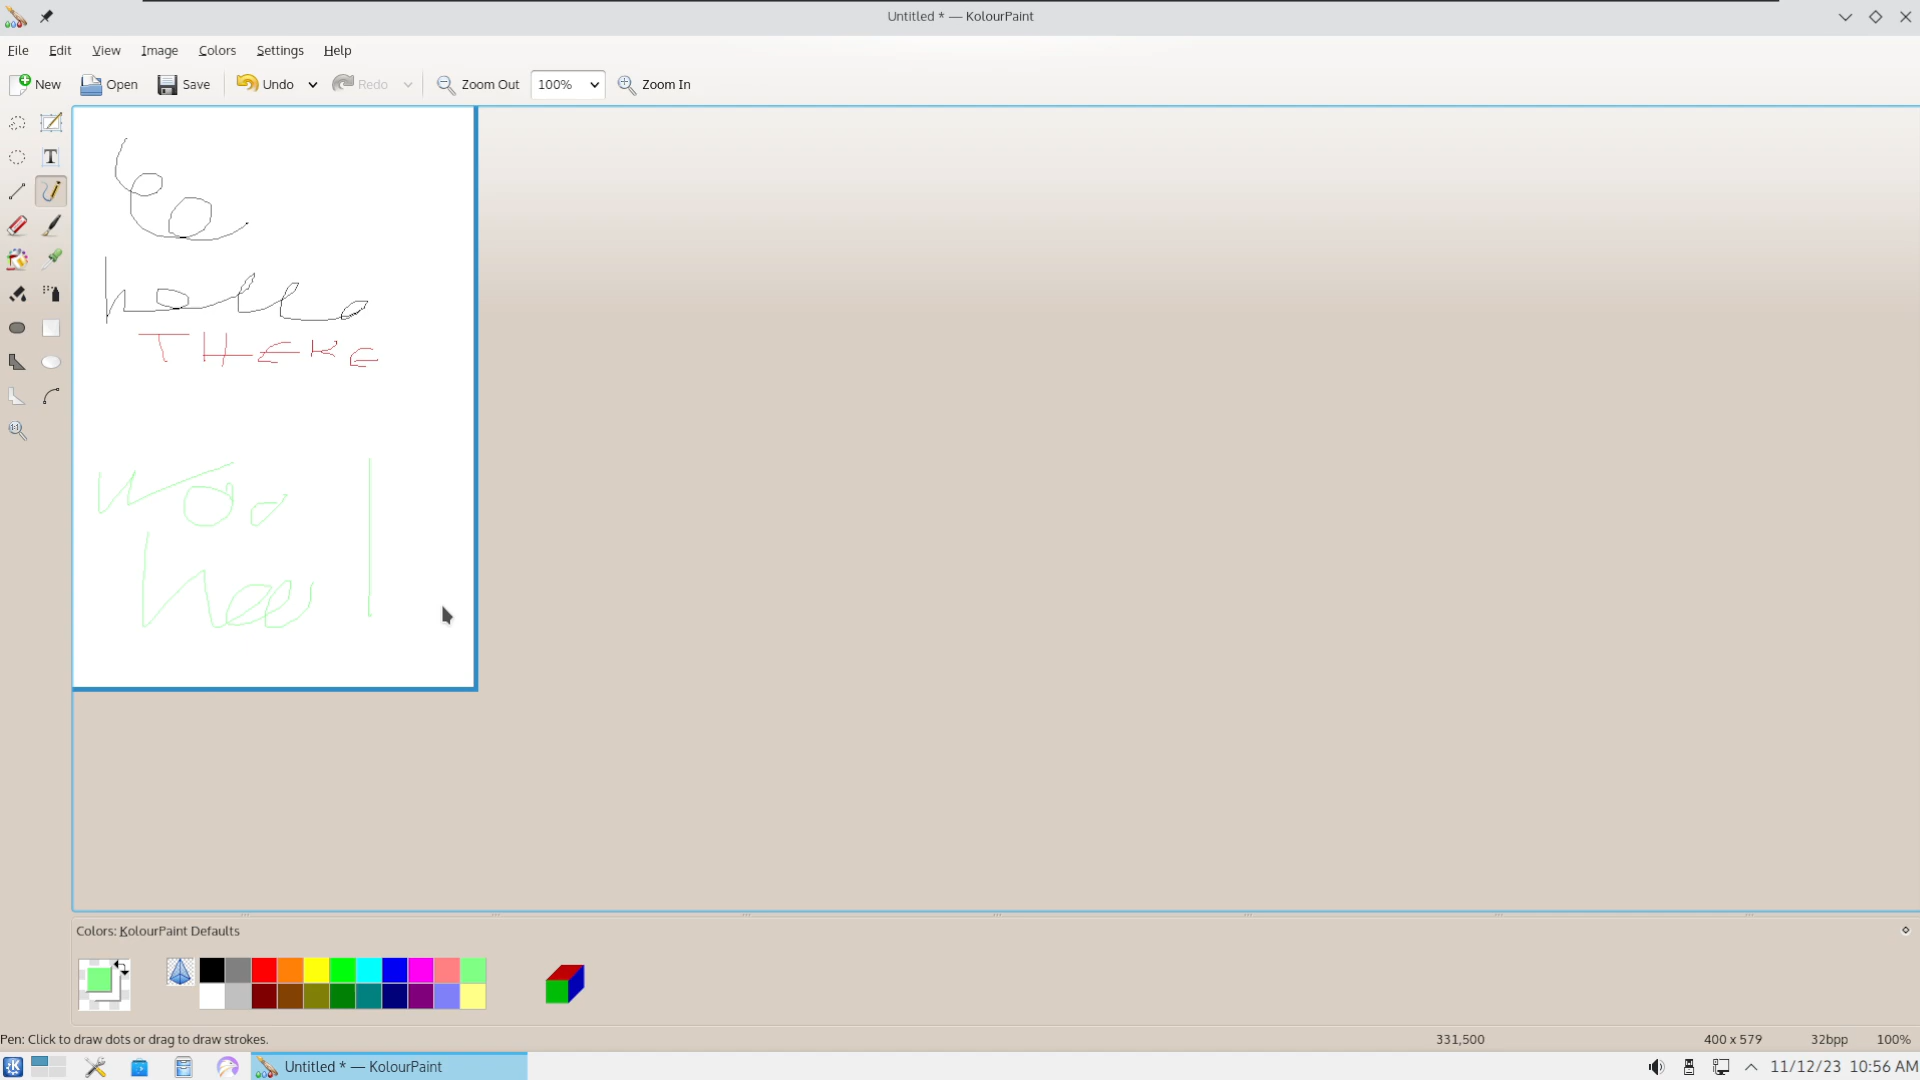 Untitled * — KolourPaint
File Edit View Image Colors Settings Help
New Open Save Undo Redo Zoom Out 100% Zoom In
T
hello
THERE
woo
hoo
Colors: KolourPaint Defaults
Pen: Click to draw dots or drag to draw strokes. 331,500 400 x 579 32bpp 100%
Untitled * — KolourPaint 11/12/23 10:56 AM